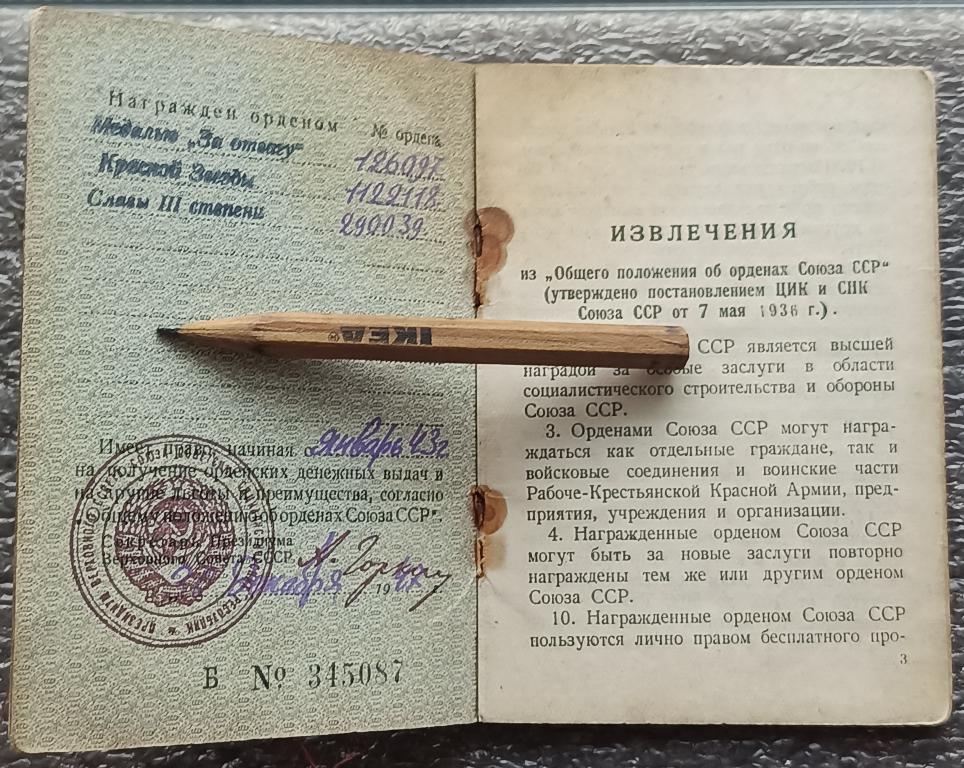 Награжден орденом № ордена
Медалью „За отвагу" 126097.
Красной Звезды 1129118.
Славы III степени 290039.
IKEA®
Имеет право, начиная с январь 43 г.
на получение орденских денежных выдач и
на другие льготы и преимущества, согласно
„Общему положению об орденах Союза ССР".
Секретарь Президиума
Верховного Совета СССР А. Горкин
декабря 1947 г.
Б № 345087
ИЗВЛЕЧЕНИЯ
из „Общего положения об орденах Союза ССР"
(утверждено постановлением ЦИК и СНК
Союза ССР от 7 мая 1936 г.).
ССР является высшей
наградой за особые заслуги в области
социалистического строительства и обороны
Союза ССР.
3. Орденами Союза ССР могут награ-
ждаться как отдельные граждане, так и
войсковые соединения и воинские части
Рабоче-Крестьянской Красной Армии, пред-
приятия, учреждения и организации.
4. Награжденные орденом Союза ССР
могут быть за новые заслуги повторно
награждены тем же или другим орденом
Союза ССР.
10. Награжденные орденом Союза ССР
пользуются лично правом бесплатного про-
3